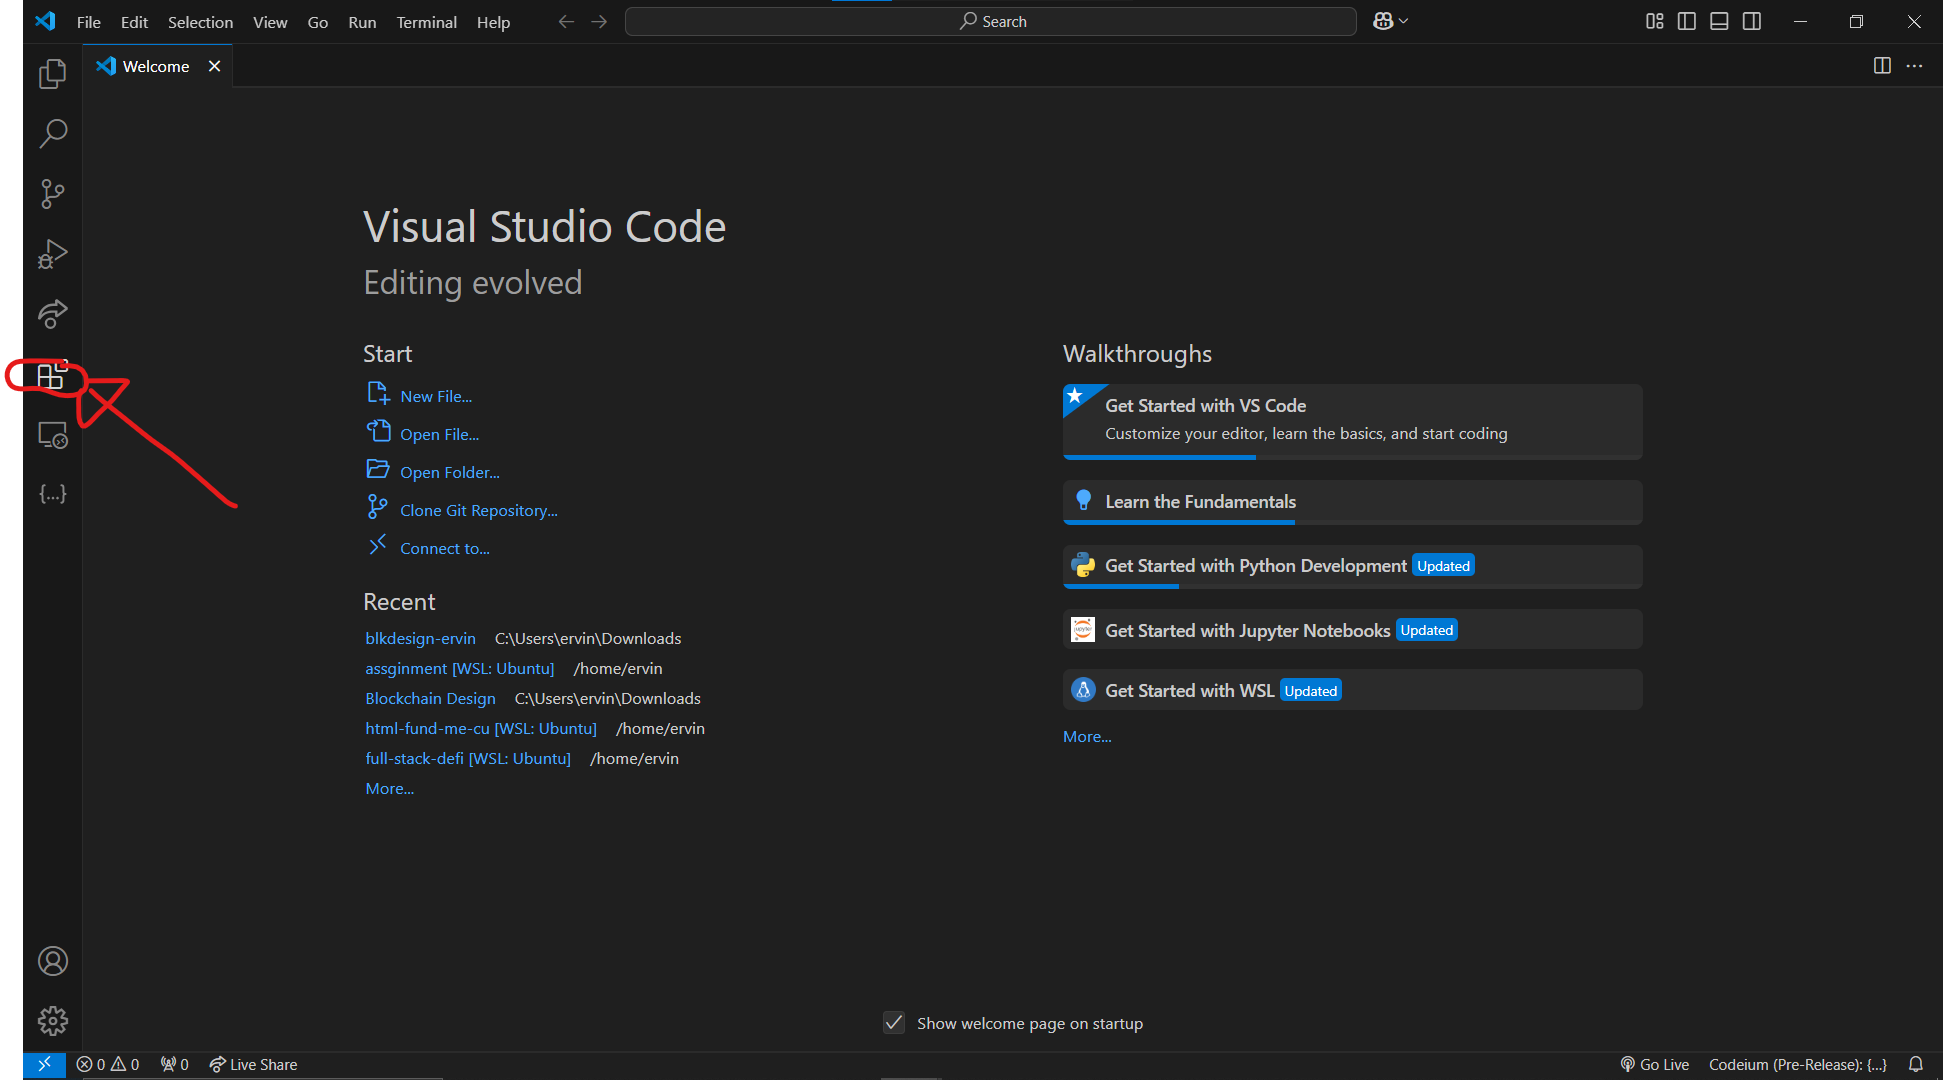 File Edit Selection View Go Run Terminal Help Search
Welcome
Visual Studio Code
Editing evolved
Start
New File...
Open File...
Open Folder...
Clone Git Repository...
Connect to...
Recent
blkdesign-ervin C:\Users\ervin\Downloads
assginment [WSL: Ubuntu] /home/ervin
Blockchain Design C:\Users\ervin\Downloads
html-fund-me-cu [WSL: Ubuntu] /home/ervin
full-stack-defi [WSL: Ubuntu] /home/ervin
More...
Walkthroughs
Get Started with VS Code
Customize your editor, learn the basics, and start coding
Learn the Fundamentals
Get Started with Python Development Updated
jupyter Get Started with Jupyter Notebooks Updated
Get Started with WSL Updated
More...
{...}
Show welcome page on startup
0 0 0 Live Share Go Live Codeium (Pre-Release): {...}